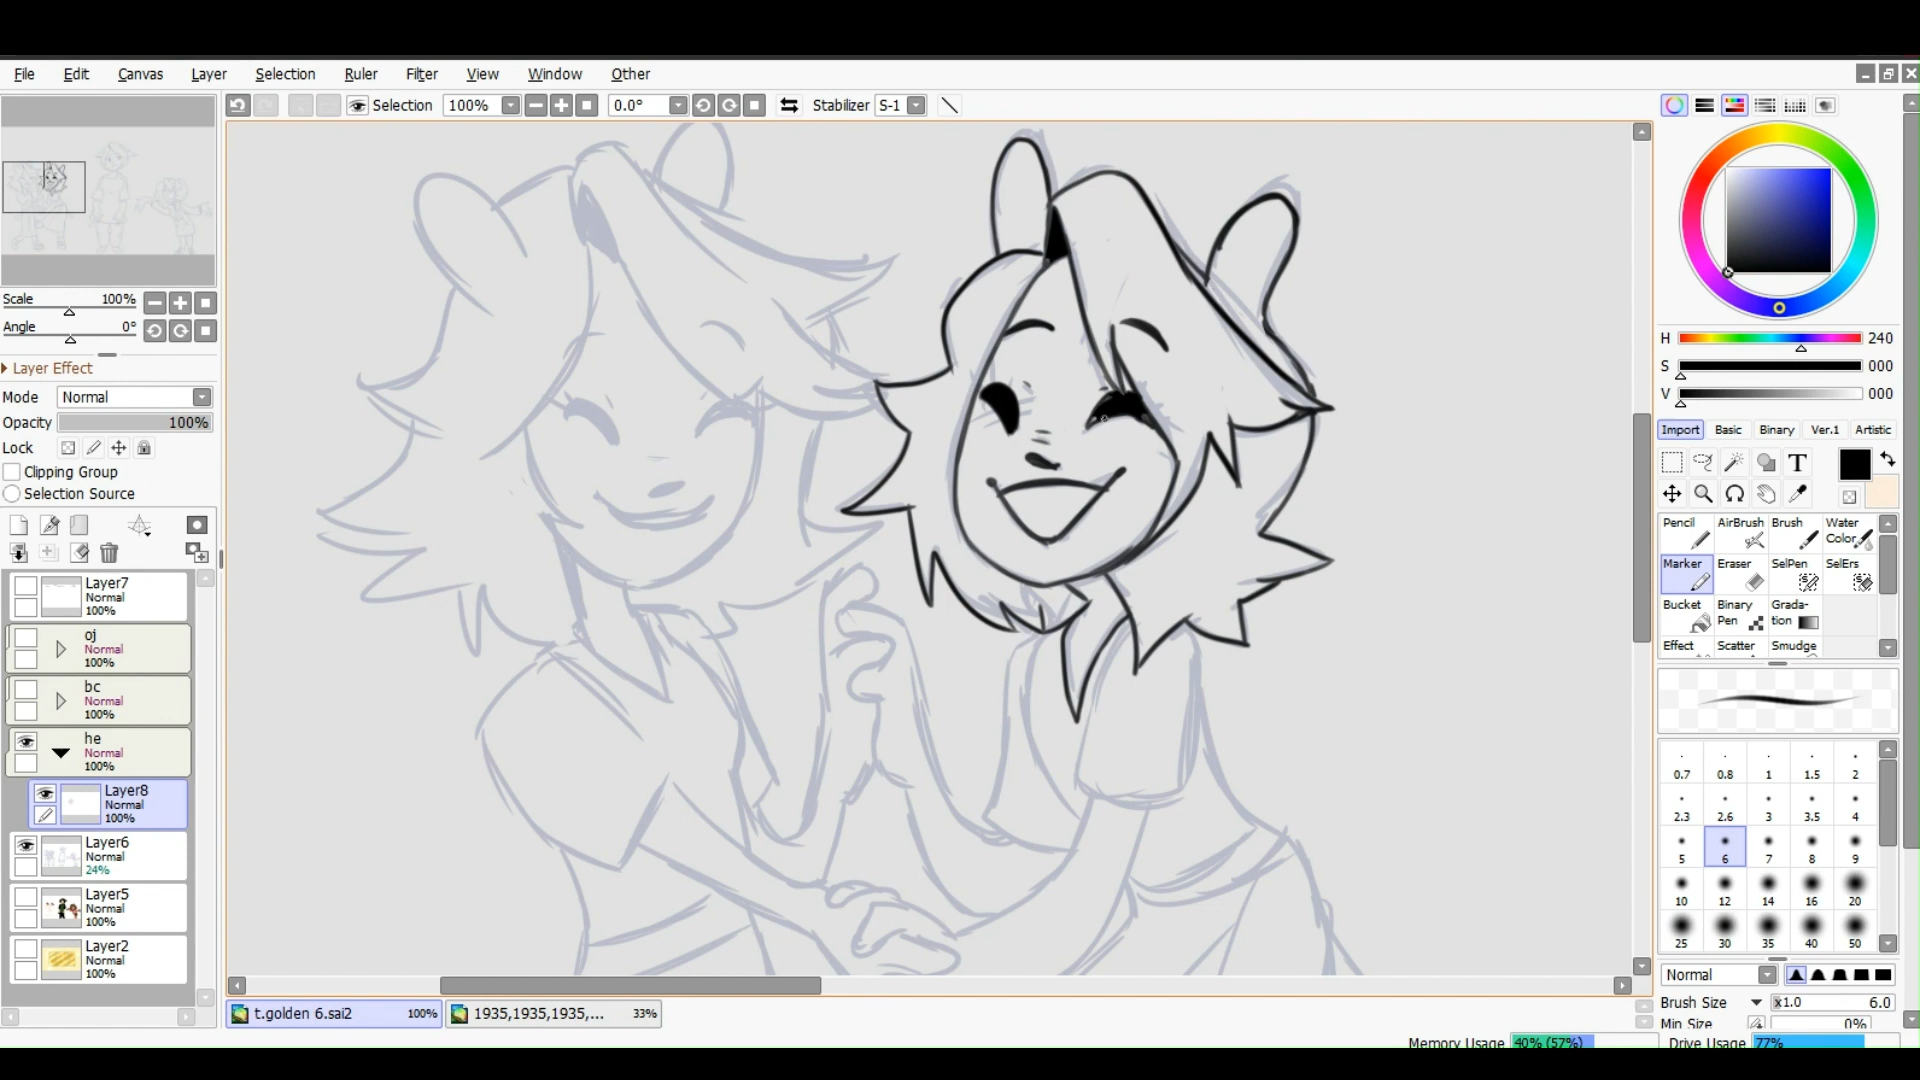 File Edit Canvas Layer Selection Ruler Filter View Window Other
Selection 100% 0.0° Stabilizer S-1
Scale 100%
Angle 0°
Layer Effect
Mode Normal
Opacity 100%
Lock
Clipping Group
Selection Source
Layer7
Normal
100%
oj
Normal
100%
bc
Normal
100%
he
Normal
100%
Layer8
Normal
100%
Layer6
Normal
24%
Layer5
Normal
100%
Layer2
Normal
100%
t.golden 6.sai2 100% 1935,1935,1935,... 33%
H 240
S 000
V 000
Import Basic Binary Ver.1 Artistic
T
Pencil AirBrush Brush Water Color
Marker Eraser SelPen SelErs
Bucket Binary Pen Grada-tion
Effect Scatter Smudge
0.7 0.8 1 1.5 2
2.3 2.6 3 3.5 4
5 6 7 8 9
10 12 14 16 20
25 30 35 40 50
Normal
Brush Size x1.0 6.0
Min Size 0%
Memory Usage 40% (57%) Drive Usage 77%